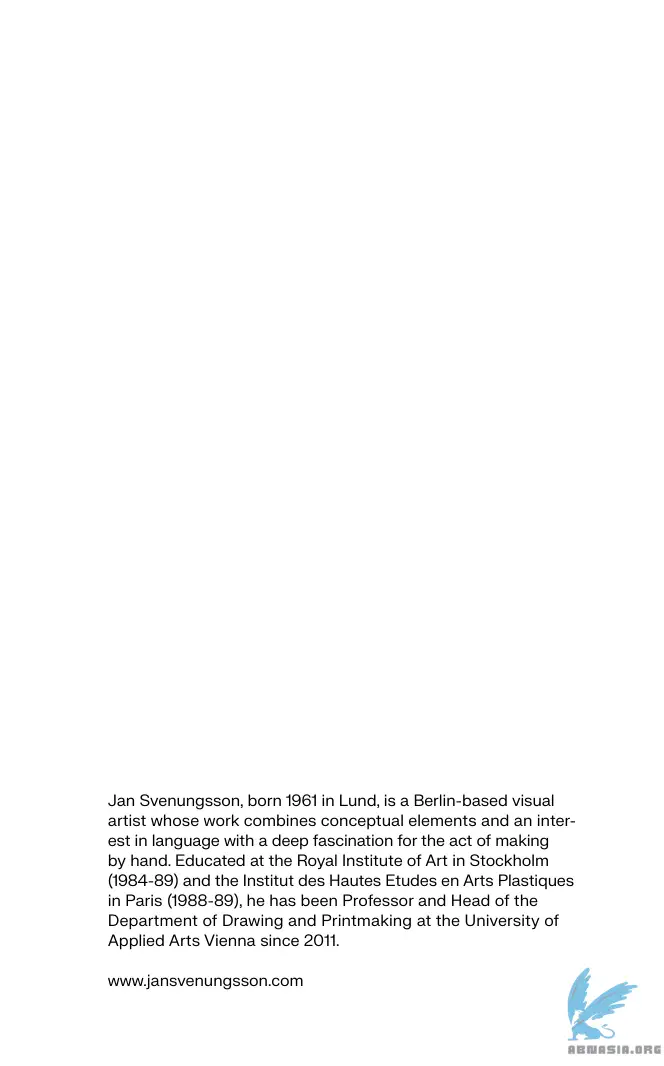 Jan Svenungsson, born 1961 in Lund, is a Berlin-based visual
artist whose work combines conceptual elements and an inter-
est in language with a deep fascination for the act of making
by hand. Educated at the Royal Institute of Art in Stockholm
(1984-89) and the Institut des Hautes Etudes en Arts Plastiques
in Paris (1988-89), he has been Professor and Head of the
Department of Drawing and Printmaking at the University of
Applied Arts Vienna since 2011.
www.jansvenungsson.com
ABWASIA.ORG